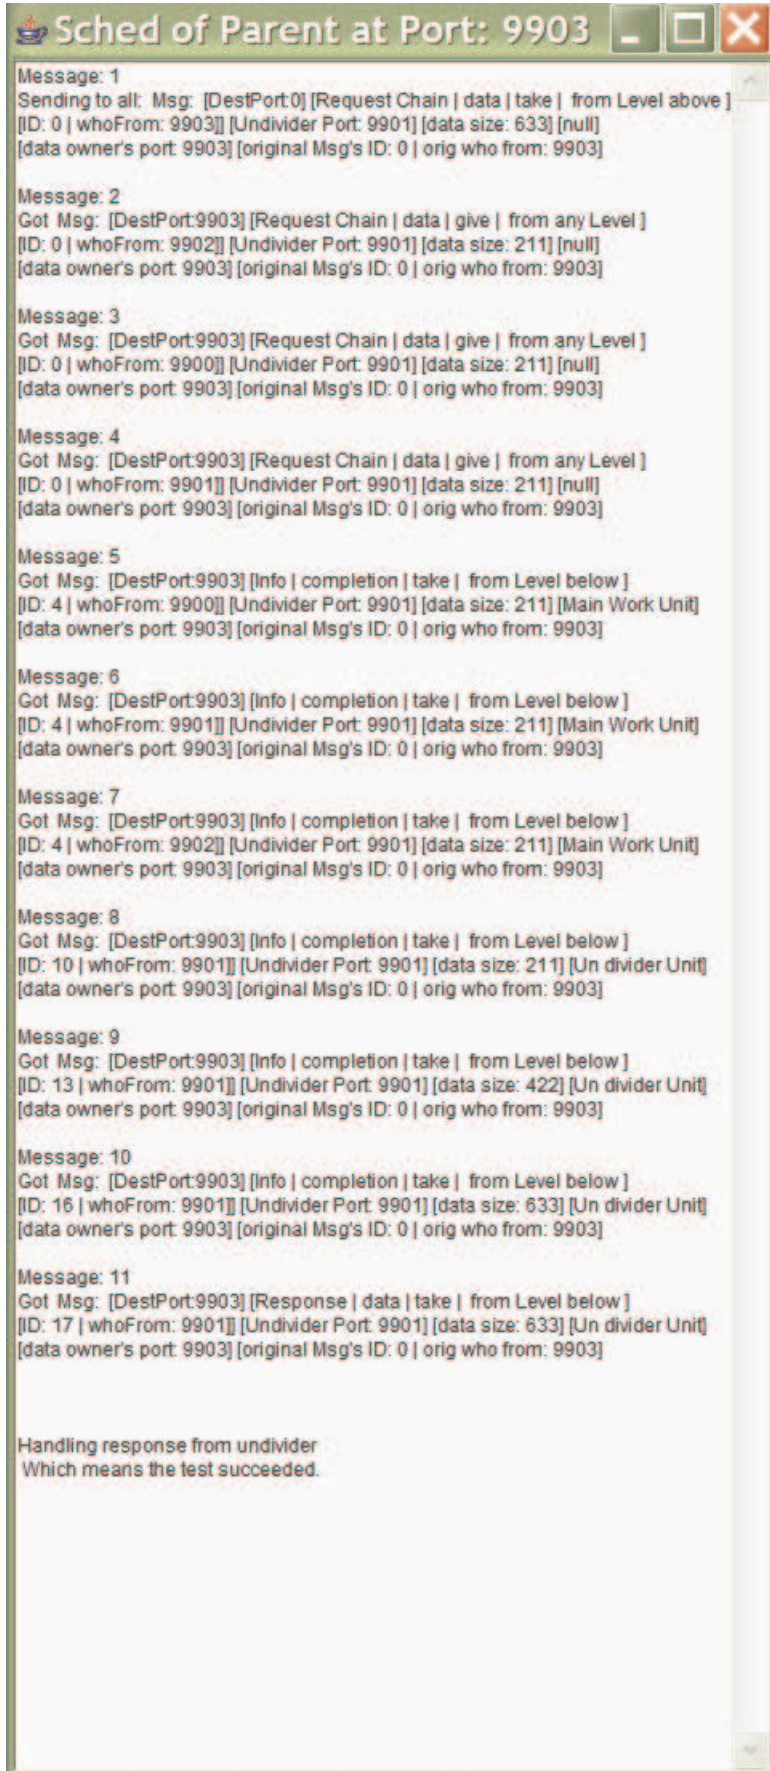 Sched of Parent at Port: 9903
Message: 1
Sending to all: Msg: [DestPort:0] [Request Chain | data | take | from Level above ]
[ID: 0 | whoFrom: 9903]] [Undivider Port: 9901] [data size: 633] [null]
[data owner's port: 9903] [original Msg's ID: 0 | orig who from: 9903]
Message: 2
Got Msg: [DestPort:9903] [Request Chain | data | give | from any Level ]
[ID: 0 | whoFrom: 9902]] [Undivider Port: 9901] [data size: 211] [null]
[data owner's port: 9903] [original Msg's ID: 0 | orig who from: 9903]
Message: 3
Got Msg: [DestPort:9903] [Request Chain | data | give | from any Level ]
[ID: 0 | whoFrom: 9900]] [Undivider Port: 9901] [data size: 211] [null]
[data owner's port: 9903] [original Msg's ID: 0 | orig who from: 9903]
Message: 4
Got Msg: [DestPort:9903] [Request Chain | data | give | from any Level ]
[ID: 0 | whoFrom: 9901]] [Undivider Port: 9901] [data size: 211] [null]
[data owner's port: 9903] [original Msg's ID: 0 | orig who from: 9903]
Message: 5
Got Msg: [DestPort:9903] [Info | completion | take | from Level below ]
[ID: 4 | whoFrom: 9900]] [Undivider Port: 9901] [data size: 211] [Main Work Unit]
[data owner's port: 9903] [original Msg's ID: 0 | orig who from: 9903]
Message: 6
Got Msg: [DestPort:9903] [Info | completion | take | from Level below ]
[ID: 4 | whoFrom: 9901]] [Undivider Port: 9901] [data size: 211] [Main Work Unit]
[data owner's port: 9903] [original Msg's ID: 0 | orig who from: 9903]
Message: 7
Got Msg: [DestPort:9903] [Info | completion | take | from Level below ]
[ID: 4 | whoFrom: 9902]] [Undivider Port: 9901] [data size: 211] [Main Work Unit]
[data owner's port: 9903] [original Msg's ID: 0 | orig who from: 9903]
Message: 8
Got Msg: [DestPort:9903] [Info | completion | take | from Level below ]
[ID: 10 | whoFrom: 9901]] [Undivider Port: 9901] [data size: 211] [Un divider Unit]
[data owner's port: 9903] [original Msg's ID: 0 | orig who from: 9903]
Message: 9
Got Msg: [DestPort:9903] [Info | completion | take | from Level below ]
[ID: 13 | whoFrom: 9901]] [Undivider Port: 9901] [data size: 422] [Un divider Unit]
[data owner's port: 9903] [original Msg's ID: 0 | orig who from: 9903]
Message: 10
Got Msg: [DestPort:9903] [Info | completion | take | from Level below ]
[ID: 16 | whoFrom: 9901]] [Undivider Port: 9901] [data size: 633] [Un divider Unit]
[data owner's port: 9903] [original Msg's ID: 0 | orig who from: 9903]
Message: 11
Got Msg: [DestPort:9903] [Response | data | take | from Level below ]
[ID: 17 | whoFrom: 9901]] [Undivider Port: 9901] [data size: 633] [Un divider Unit]
[data owner's port: 9903] [original Msg's ID: 0 | orig who from: 9903]
Handling response from undivider
Which means the test succeeded.